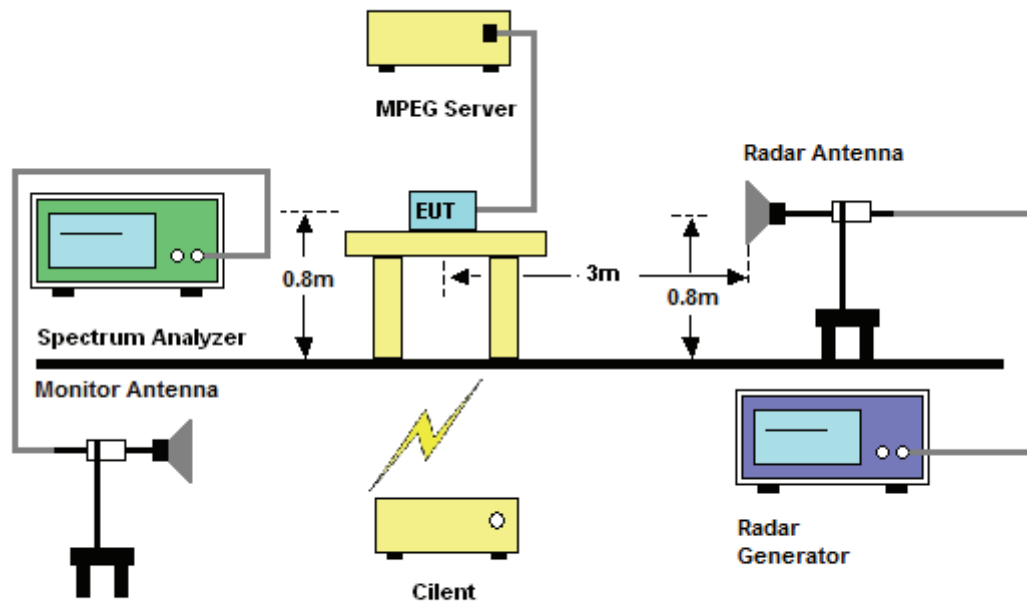 MPEG Server
Radar Antenna
EUT
0.8m
3m
0.8m
Spectrum Analyzer
Monitor Antenna
Radar
Generator
Cilent